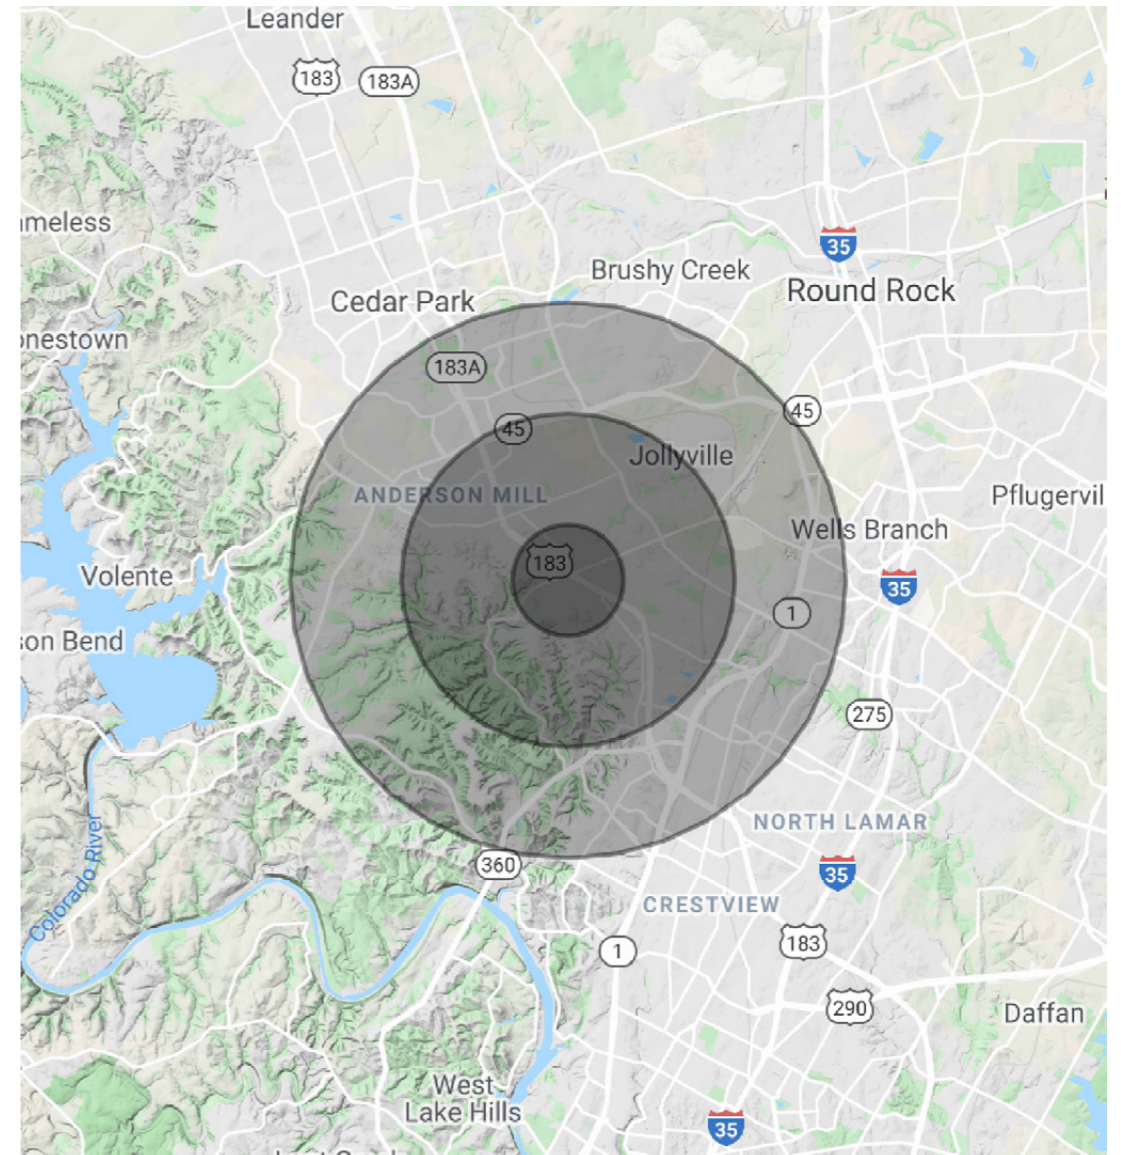 Leander
183
183A
ameless
35
Brushy Creek
Cedar Park
Round Rock
onestown
183A
45
45
Jollyville
ANDERSON MILL
Pflugervil
Wells Branch
183
Volente
35
1
son Bend
275
NORTH LAMAR
Colorado River
360
35
CRESTVIEW
183
1
290
Daffan
West
Lake Hills
35